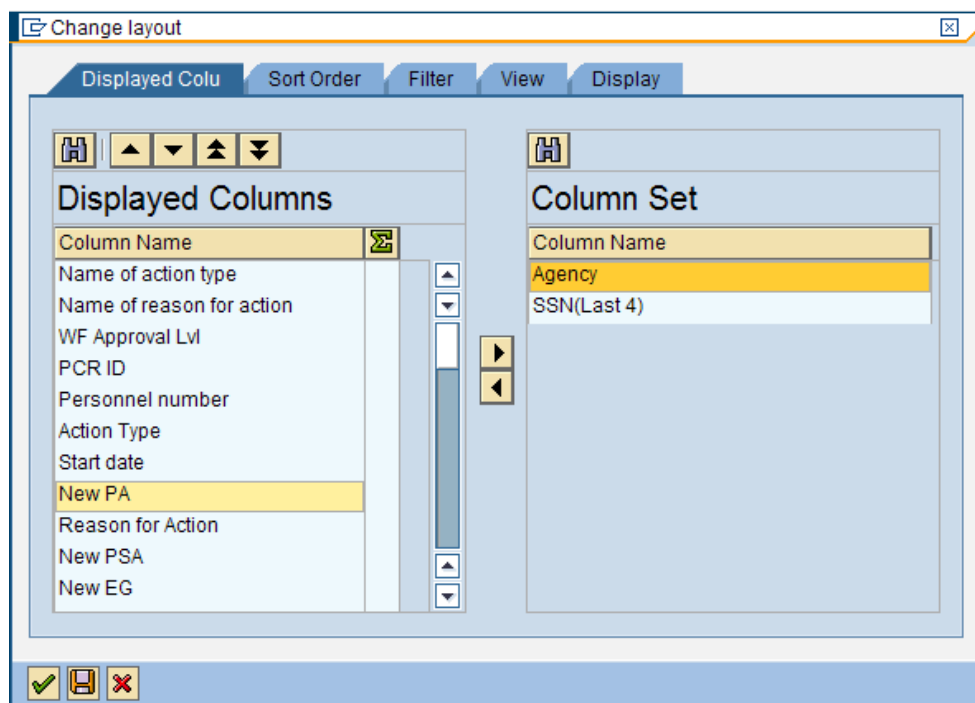 Change layout
Displayed Colu
Sort Order
Filter
View
Display
Displayed Columns
Column Name
Name of action type
Name of reason for action
WF Approval Lvl
PCR ID
Personnel number
Action Type
Start date
New PA
Reason for Action
New PSA
New EG
Column Set
Column Name
Agency
SSN(Last 4)